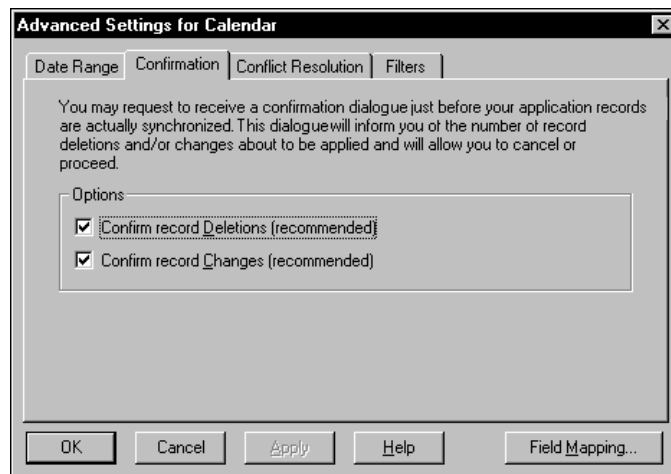 Advanced Settings for Calendar
Date Range Confirmation Conflict Resolution Filters
You may request to receive a confirmation dialogue just before your application records
are actually synchronized. This dialogue will inform you of the number of record
deletions and/or changes about to be applied and will allow you to cancel or
proceed.
Options
Confirm record Deletions (recommended)
Confirm record Changes (recommended)
OK Cancel Apply Help Field Mapping...